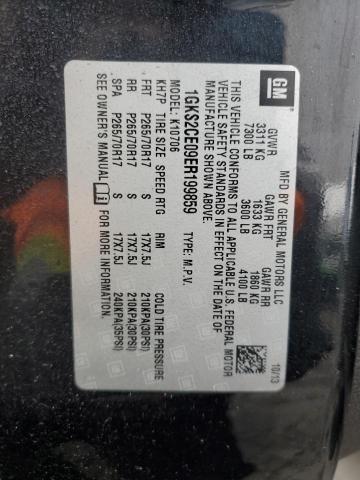 GM
MFD BY GENERAL MOTORS LLC
10/13
GVWR GAWR FRT GAWR RR
3311 KG 1633 KG 1860 KG
7300 LB 3600 LB 4100 LB
THIS VEHICLE CONFORMS TO ALL APPLICABLE U.S. FEDERAL MOTOR
VEHICLE SAFETY STANDARDS IN EFFECT ON THE DATE OF
MANUFACTURE SHOWN ABOVE.
1GKS2CE09ER199889 TYPE: M.P.V.
MODEL: K10706
KH7P TIRE SIZE SPEED RTG RIM COLD TIRE PRESSURE
FRT P265/70R17 S 17X7.5J 210KPA(30PSI)
RR P265/70R17 S 17X7.5J 210KPA(30PSI)
SPA P265/70R17 S 17X7.5J 240KPA(35PSI)
SEE OWNER'S MANUAL FOR MORE INFORMATION.